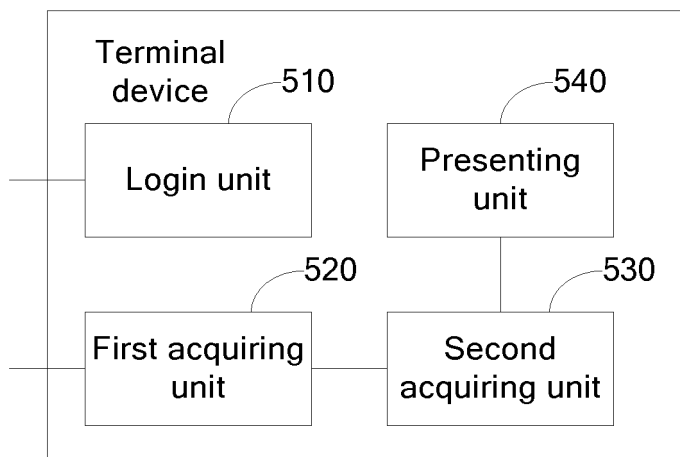 Terminal
device
510
540
Login unit
Presenting
unit
520
530
First acquiring
unit
Second
acquiring unit